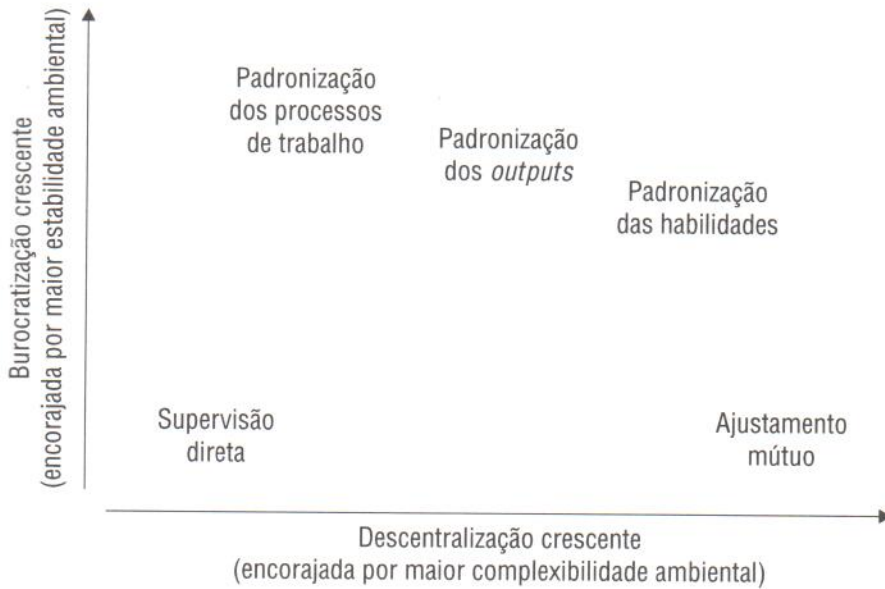 Burocratização crescente
(encorajada por maior estabilidade ambiental)
Padronização
dos processos
de trabalho
Padronização
dos outputs
Padronização
das habilidades
Supervisão
direta
Ajustamento
mútuo
Descentralização crescente
(encorajada por maior complexibilidade ambiental)